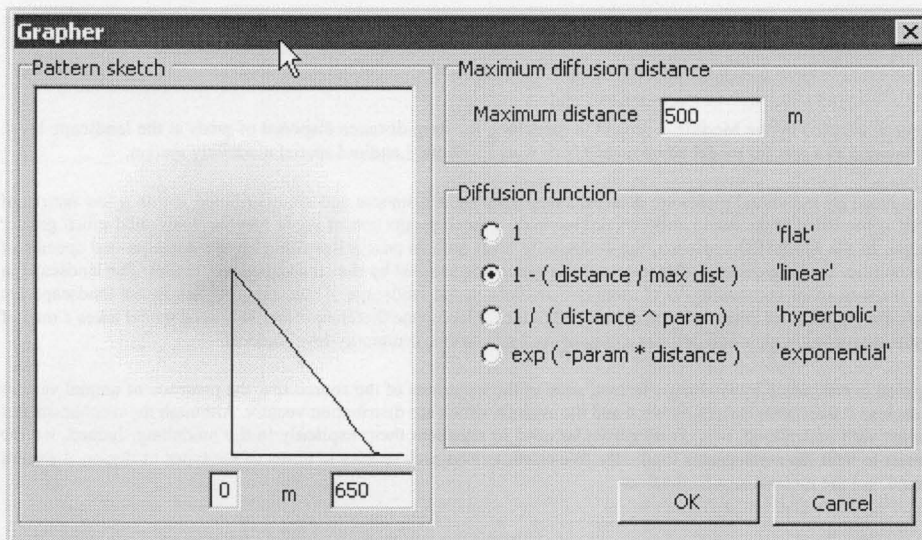 Grapher
Pattern sketch
0 m 650
Maximium diffusion distance
Maximum distance 500 m
Diffusion function
1 'flat'
1 - ( distance / max dist ) 'linear'
1 / ( distance ^ param) 'hyperbolic'
exp ( -param * distance ) 'exponential'
OK Cancel